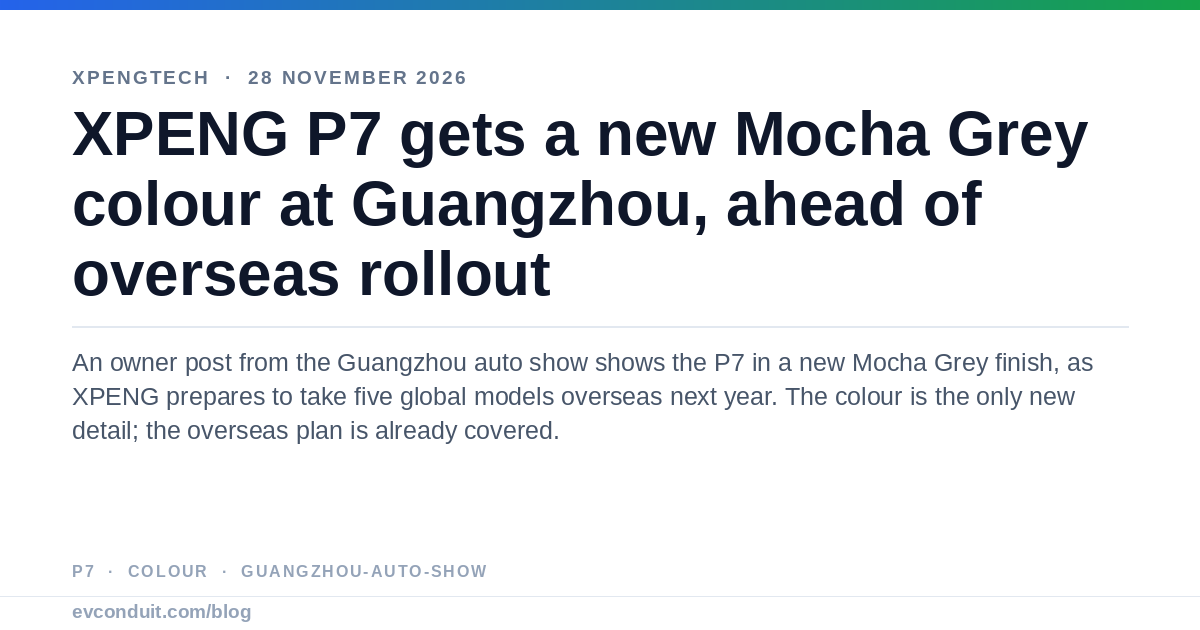 XPENGTECH · 28 NOVEMBER 2026
XPENG P7 gets a new Mocha Grey
colour at Guangzhou, ahead of
overseas rollout
An owner post from the Guangzhou auto show shows the P7 in a new Mocha Grey finish, as
XPENG prepares to take five global models overseas next year. The colour is the only new
detail; the overseas plan is already covered.
P7 · COLOUR · GUANGZHOU-AUTO-SHOW
evconduit.com/blog